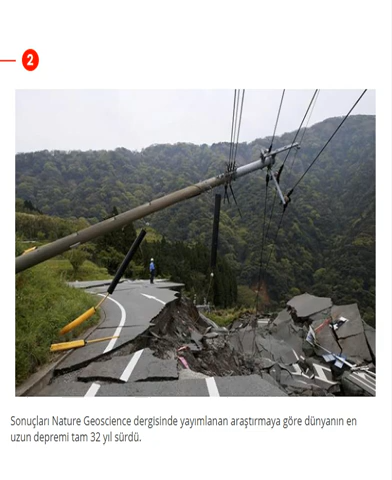 2
Sonuçları Nature Geoscience dergisinde yayımlanan araştırmaya göre dünyanın en
uzun depremi tam 32 yıl sürdü.